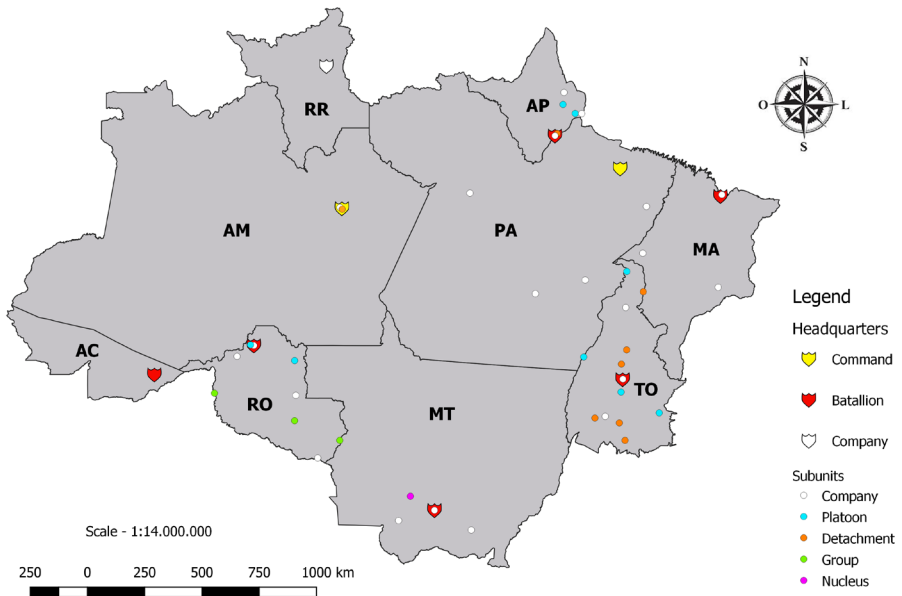 N
O
L
S
RR
AP
AM
PA
MA
AC
RO
MT
TO
Legend
Headquarters
Command
Batallion
Company
Subunits
Company
Platoon
Detachment
Group
Nucleus
Scale - 1:14.000.000
250 0 250 500 750 1000 km